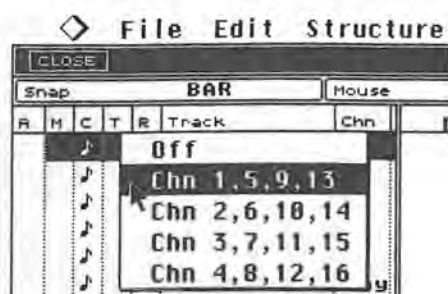 File Edit Structure
CLOSE
Snap BAR Mouse
A M C T R Track Chn
Off
Chn 1,5,9,13
Chn 2,6,10,14
Chn 3,7,11,15
Chn 4,8,12,16
y